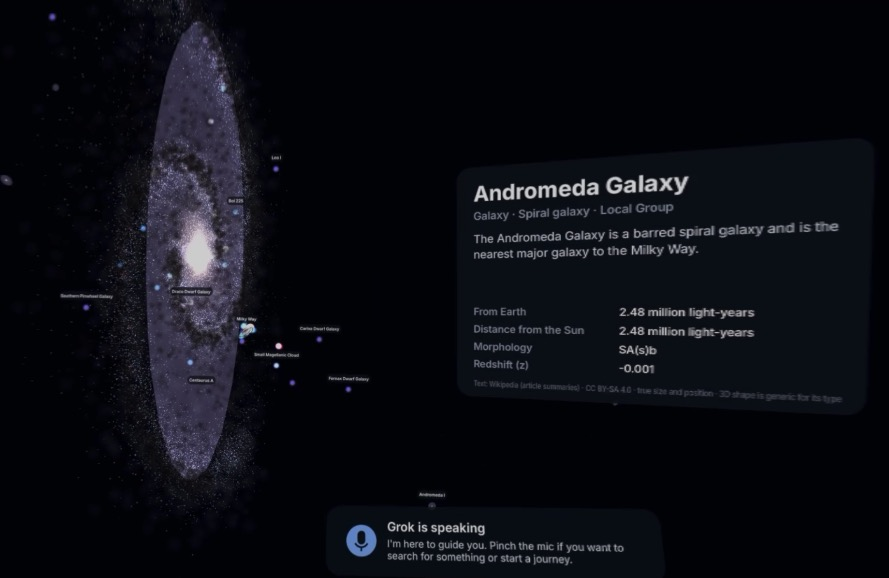 Leo I
Bol 225
Andromeda Galaxy
Galaxy · Spiral galaxy · Local Group
The Andromeda Galaxy is a barred spiral galaxy and is the
nearest major galaxy to the Milky Way.
Draco Dwarf Galaxy
Southern Pinwheel Galaxy
From Earth 2.48 million light-years
Milky Way
Distance from the Sun 2.48 million light-years
Carina Dwarf Galaxy
Morphology SA(s)b
Small Magellanic Cloud
Redshift (z) -0.001
Centaurus A
Fornax Dwarf Galaxy
Text: Wikipedia (article summaries) · CC BY-SA 4.0 · true size and position · 3D shape is generic for its type
Andromeda I
Grok is speaking
I'm here to guide you. Pinch the mic if you want to
search for something or start a journey.